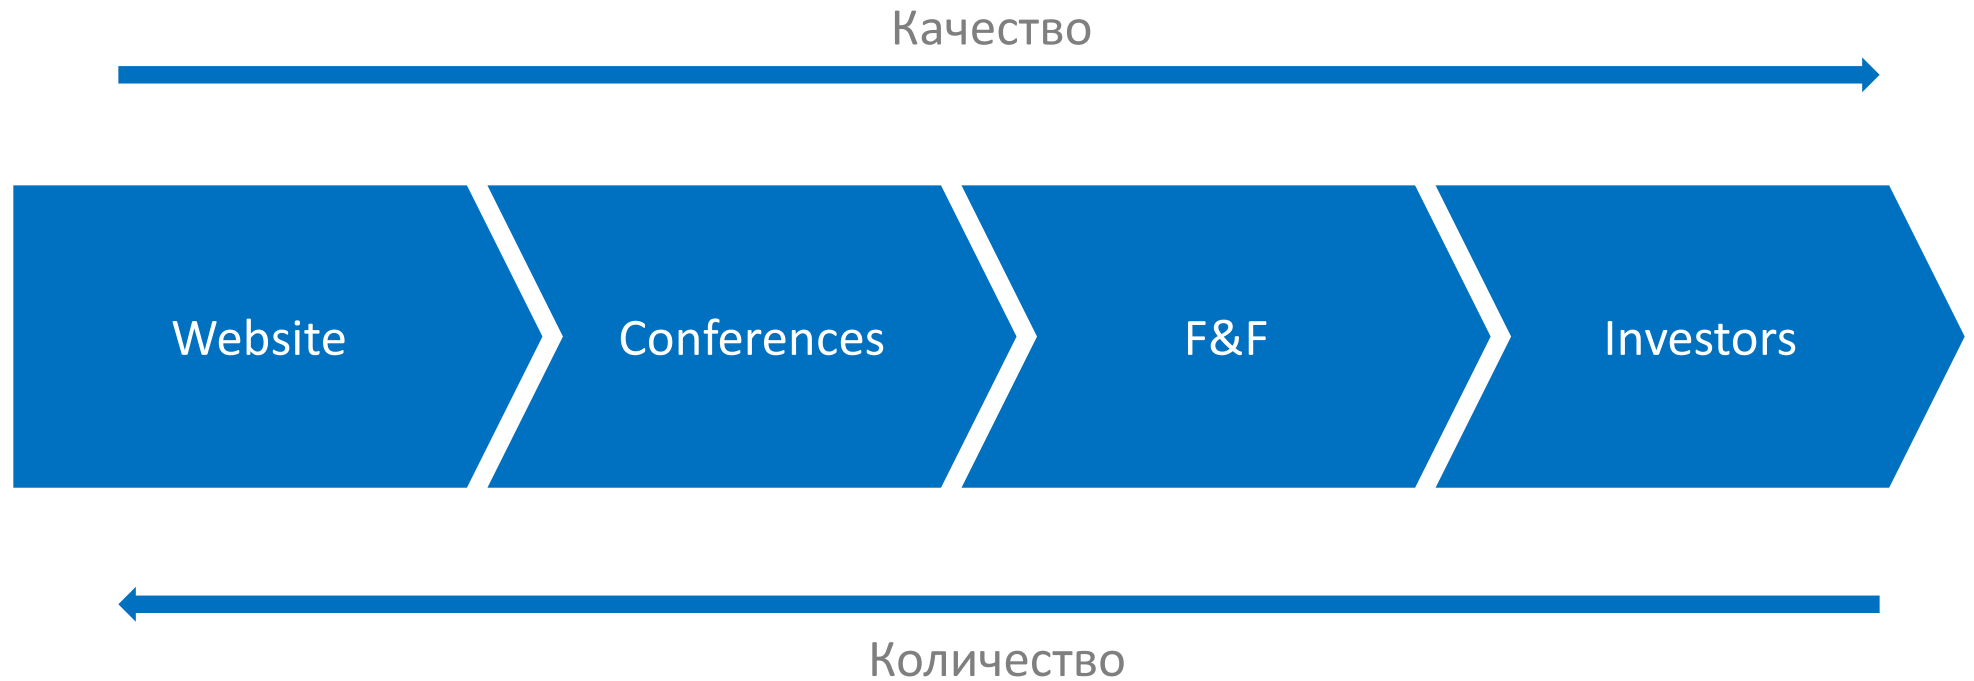 Качество
Website
Conferences
F&F
Investors
Количество